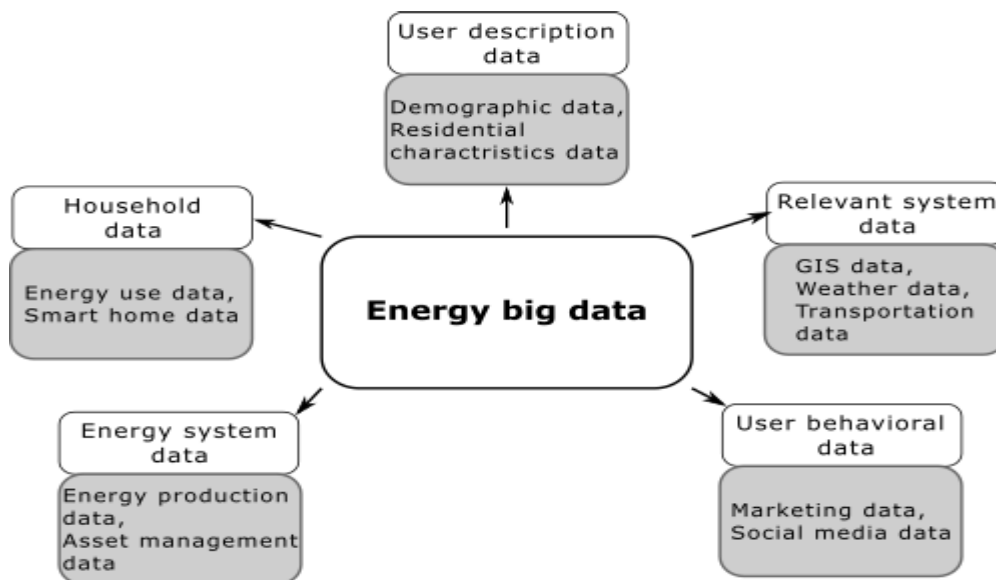 User description
data
Demographic data,
Residential
charactristics data
Household
data
Energy use data,
Smart home data
Relevant system
data
GIS data,
Weather data,
Transportation
data
Energy big data
Energy system
data
Energy production
data,
Asset management
data
User behavioral
data
Marketing data,
Social media data